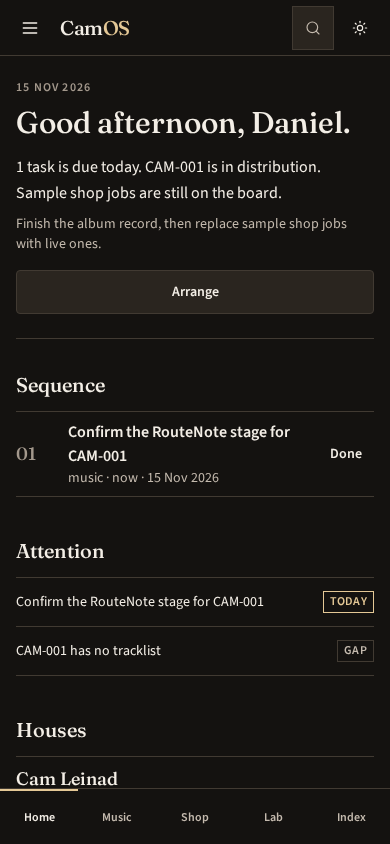 CamOS
15 NOV 2026
Good afternoon, Daniel.
1 task is due today. CAM-001 is in distribution.
Sample shop jobs are still on the board.
Finish the album record, then replace sample shop jobs
with live ones.
Arrange
Sequence
01
Confirm the RouteNote stage for
CAM-001
music · now · 15 Nov 2026
Done
Attention
Confirm the RouteNote stage for CAM-001
TODAY
CAM-001 has no tracklist
GAP
Houses
Cam Leinad
Home
Music
Shop
Lab
Index